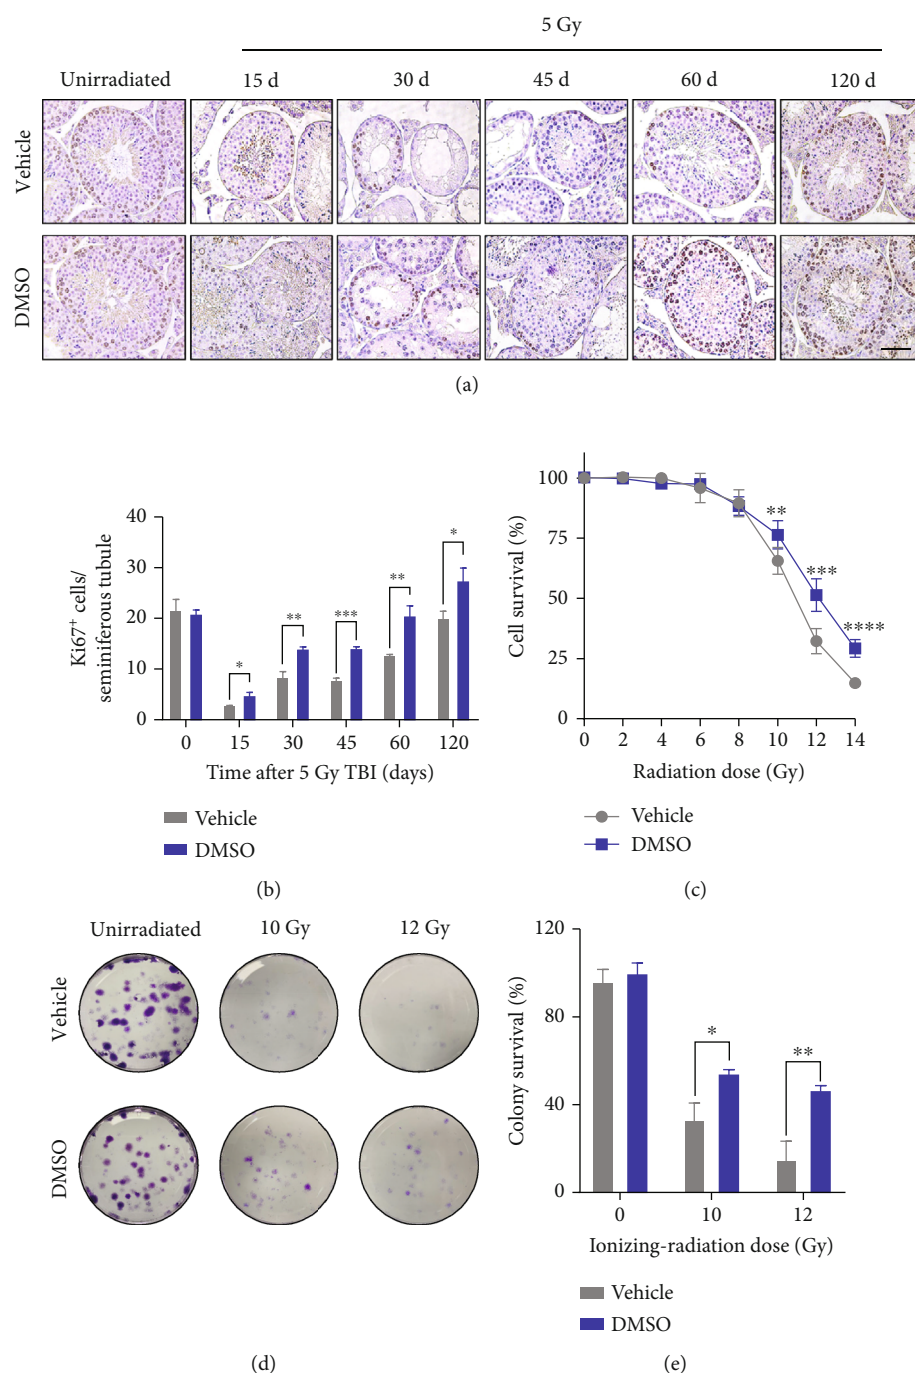 5 Gy
Unirradiated 15 d 30 d 45 d 60 d 120 d
Vehicle
DMSO
(a)
40
30
20
10
0
Ki67+ cells/
seminiferous tubule
* ** *** ** *
0 15 30 45 60 120
Time after 5 Gy TBI (days)
Vehicle
DMSO
(b)
100
75
50
25
0
Cell survival (%)
**
***
****
0 2 4 6 8 10 12 14
Radiation dose (Gy)
Vehicle
DMSO
(c)
Unirradiated 10 Gy 12 Gy
Vehicle
DMSO
(d)
120
80
40
0
Colony survival (%)
* **
0 10 12
Ionizing-radiation dose (Gy)
Vehicle
DMSO
(e)